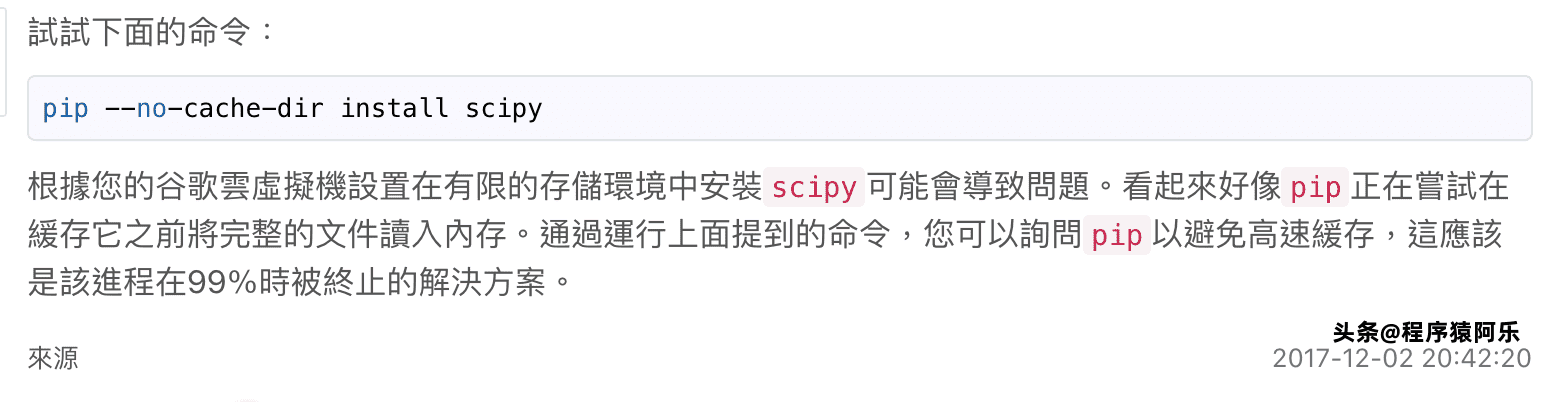 試試下面的命令：
pip --no-cache-dir install scipy
根據您的谷歌雲虛擬機設置在有限的存儲環境中安裝scipy可能會導致問題。看起來好像pip正在嘗試在
緩存它之前將完整的文件讀入內存。通過運行上面提到的命令，您可以詢問pip以避免高速緩存，這應該
是該進程在99%時被終止的解決方案。
头条@程序猿阿乐
來源 2017-12-02 20:42:20